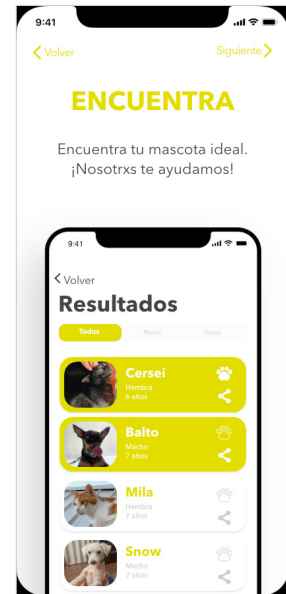 9:41
Volver
Siguiente
ENCUENTRA
Encuentra tu mascota ideal.
¡Nosotrxs te ayudamos!
9:41
Volver
Resultados
Todos Perros Gatos
Cersei
Hembra
6 años
Balto
Macho
7 años
Mila
Hembra
7 años
Snow
Macho
7 años